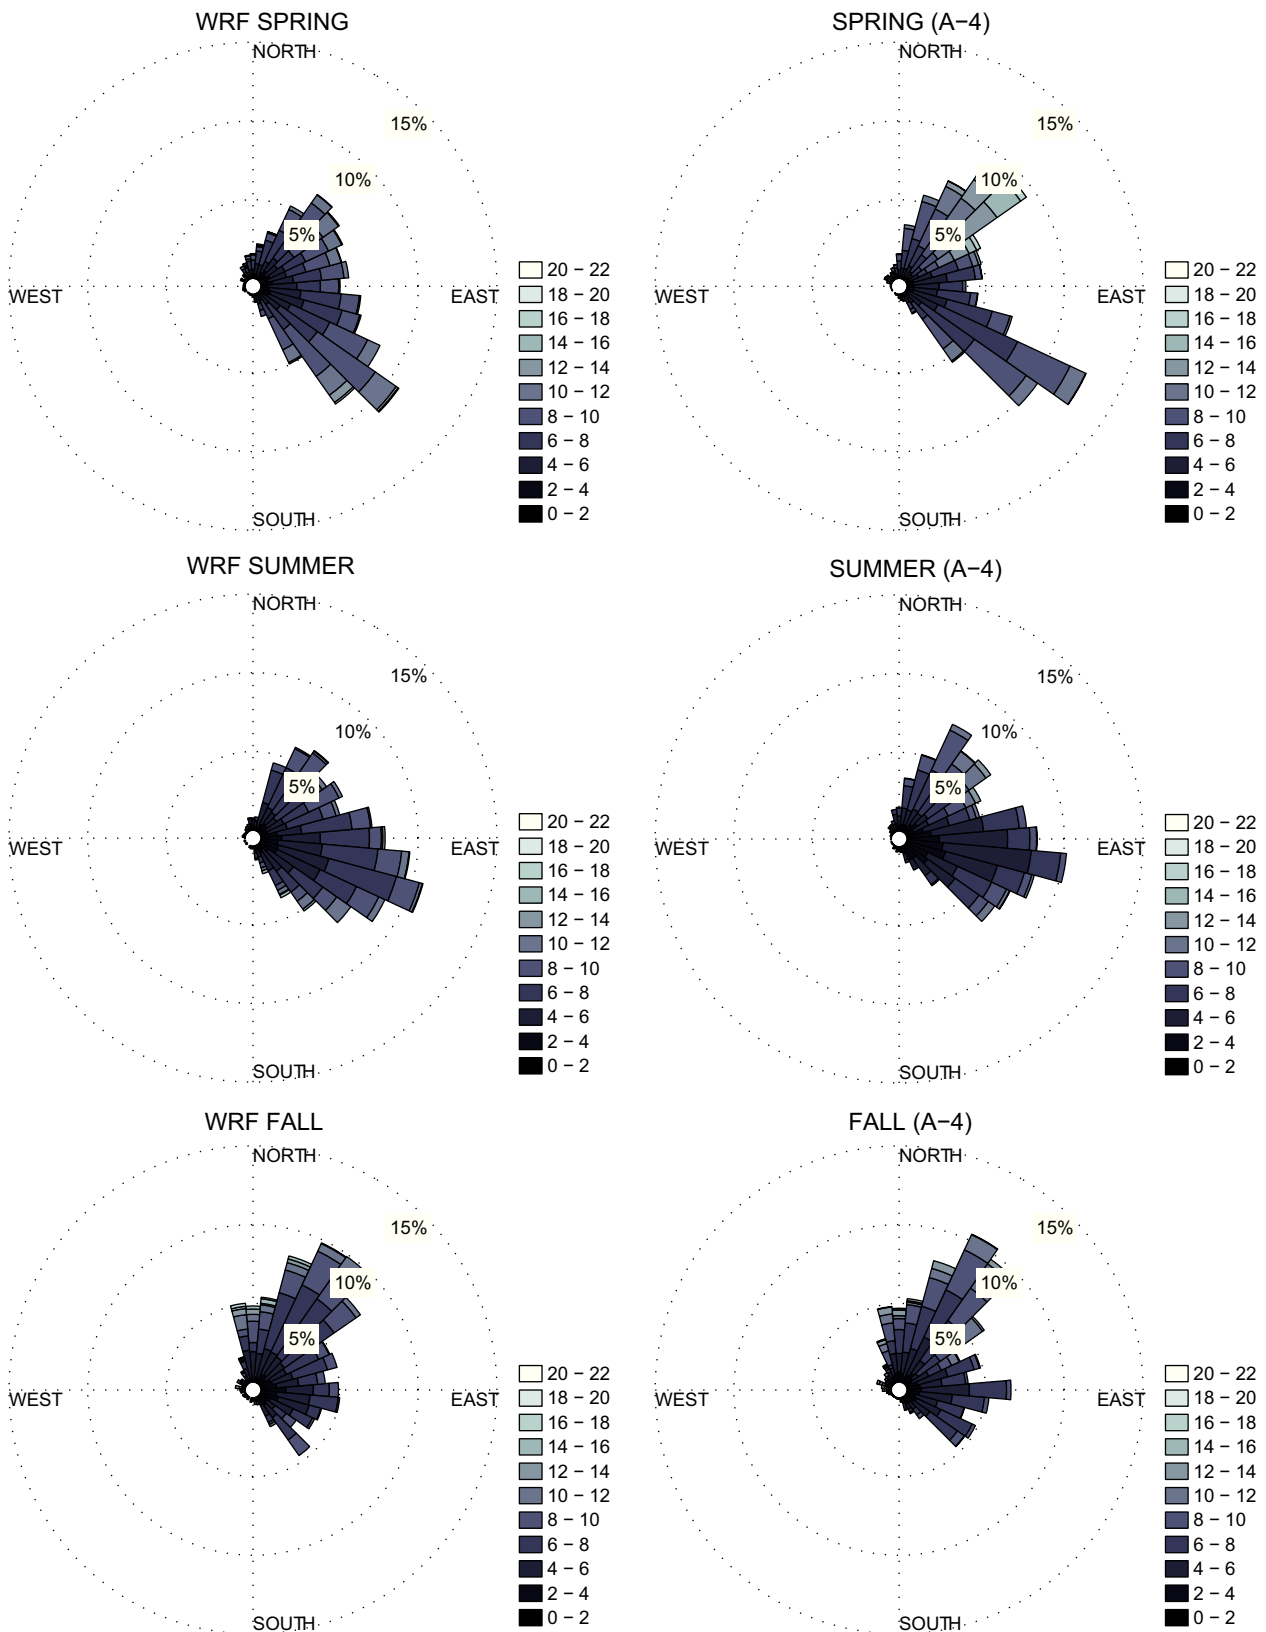 WRF SPRING
NORTH
15%
10%
5%
WEST
EAST
SOUTH
20 − 22
18 − 20
16 − 18
14 − 16
12 − 14
10 − 12
8 − 10
6 − 8
4 − 6
2 − 4
0 − 2
SPRING (A−4)
NORTH
15%
10%
5%
WEST
EAST
SOUTH
20 − 22
18 − 20
16 − 18
14 − 16
12 − 14
10 − 12
8 − 10
6 − 8
4 − 6
2 − 4
0 − 2
WRF SUMMER
NORTH
15%
10%
5%
WEST
EAST
SOUTH
20 − 22
18 − 20
16 − 18
14 − 16
12 − 14
10 − 12
8 − 10
6 − 8
4 − 6
2 − 4
0 − 2
SUMMER (A−4)
NORTH
15%
10%
5%
WEST
EAST
SOUTH
20 − 22
18 − 20
16 − 18
14 − 16
12 − 14
10 − 12
8 − 10
6 − 8
4 − 6
2 − 4
0 − 2
WRF FALL
NORTH
15%
10%
5%
WEST
EAST
SOUTH
20 − 22
18 − 20
16 − 18
14 − 16
12 − 14
10 − 12
8 − 10
6 − 8
4 − 6
2 − 4
0 − 2
FALL (A−4)
NORTH
15%
10%
5%
WEST
EAST
SOUTH
20 − 22
18 − 20
16 − 18
14 − 16
12 − 14
10 − 12
8 − 10
6 − 8
4 − 6
2 − 4
0 − 2